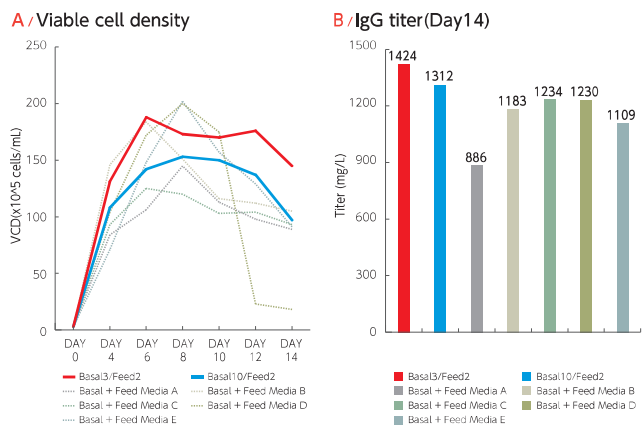 A / Viable cell density
VCD(x10^5 cells/mL)
250
200
150
100
50
0
DAY 0
DAY 4
DAY 6
DAY 8
DAY 10
DAY 12
DAY 14
Basal3/Feed2
Basal10/Feed2
Basal + Feed Media A
Basal + Feed Media B
Basal + Feed Media C
Basal + Feed Media D
Basal + Feed Media E
B / IgG titer(Day14)
Titer (mg/L)
1500
1200
900
600
300
0
1424
1312
886
1183
1234
1230
1109
Basal3/Feed2
Basal10/Feed2
Basal + Feed Media A
Basal + Feed Media B
Basal + Feed Media C
Basal + Feed Media D
Basal + Feed Media E